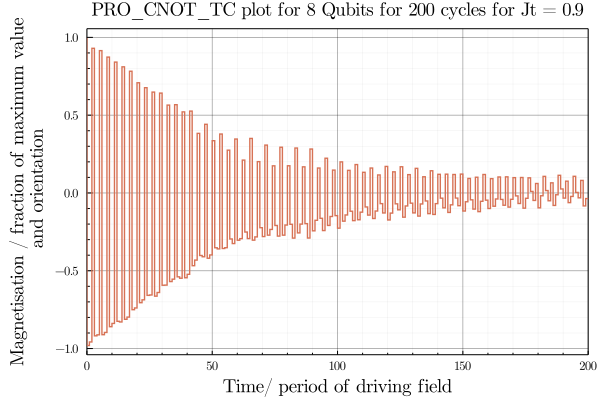 PRO_CNOT_TC plot for 8 Qubits for 200 cycles for Jt = 0.9
Magnetisation / fraction of maximum value
and orientation
1.0
0.5
0.0
−0.5
−1.0
0
50
100
150
200
Time/ period of driving field